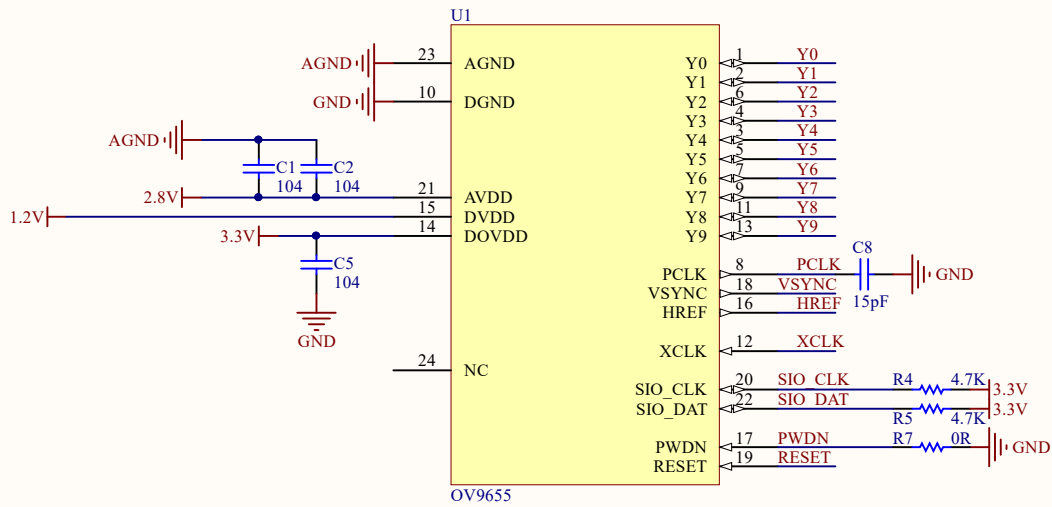 U1
23 AGND
AGND
10 DGND
GND
AGND
C1
104
C2
104
2.8V
21 AVDD
1.2V
15 DVDD
3.3V
14 DOVDD
C5
104
GND
24 NC
Y0 1 Y0
Y1 2 Y1
Y2 6 Y2
Y3 4 Y3
Y4 3 Y4
Y5 5 Y5
Y6 7 Y6
Y7 9 Y7
Y8 11 Y8
Y9 13 Y9
PCLK 8 PCLK
C8
15pF
GND
VSYNC 18 VSYNC
HREF 16 HREF
XCLK 12 XCLK
SIO_CLK 20 SIO_CLK R4 4.7K 3.3V
SIO_DAT 22 SIO_DAT R5 4.7K 3.3V
PWDN 17 PWDN R7 0R GND
RESET 19 RESET
OV9655